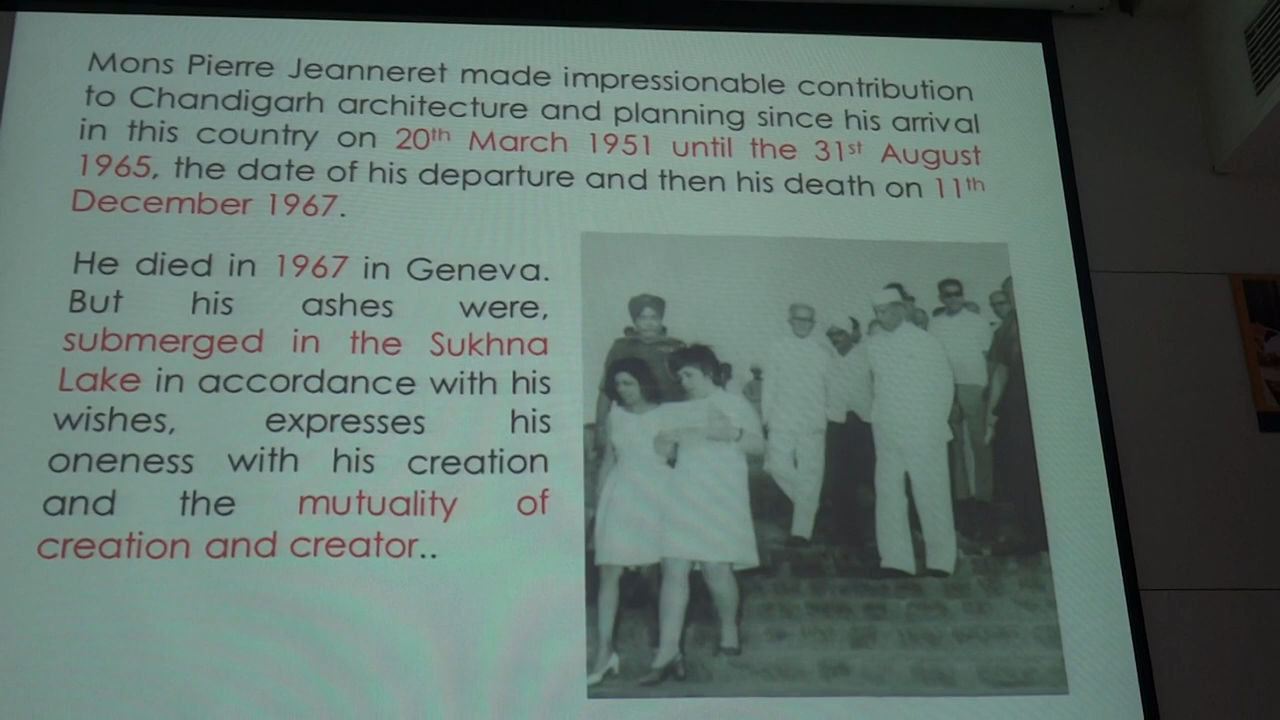 Mons Pierre Jeanneret made impressionable contribution
to Chandigarh architecture and planning since his arrival
in this country on 20th March 1951 until the 31st August
1965, the date of his departure and then his death on 11th
December 1967.
He died in 1967 in Geneva.
But his ashes were,
submerged in the Sukhna
Lake in accordance with his
wishes, expresses his
oneness with his creation
and the mutuality of
creation and creator..